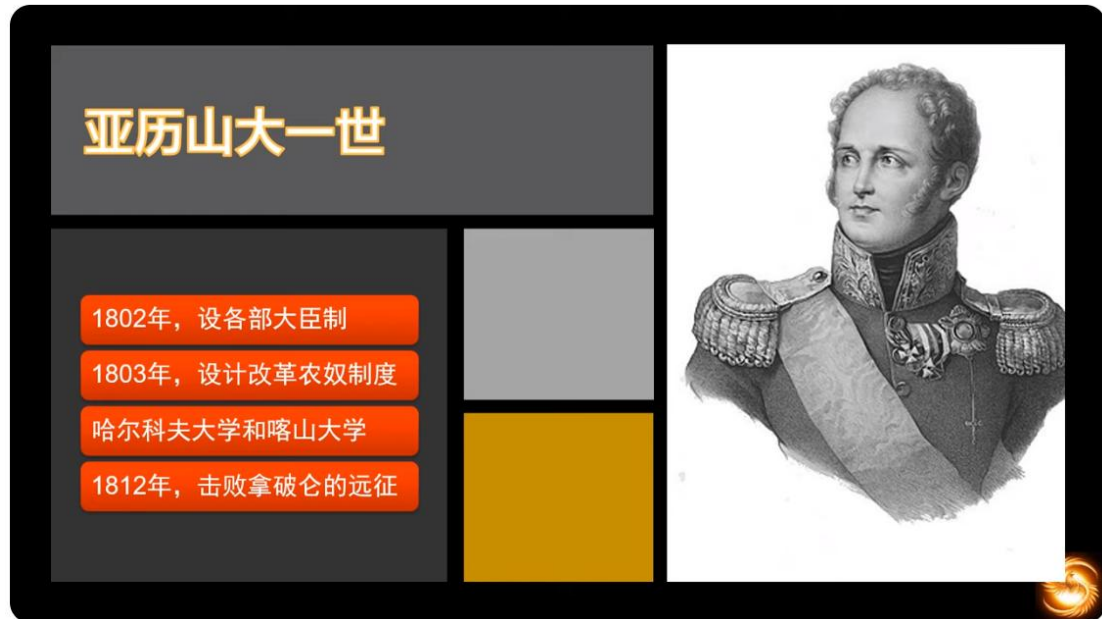 亚历山大一世
1802年，设各部大臣制
1803年，设计改革农奴制度
哈尔科夫大学和喀山大学
1812年，击败拿破仑的远征